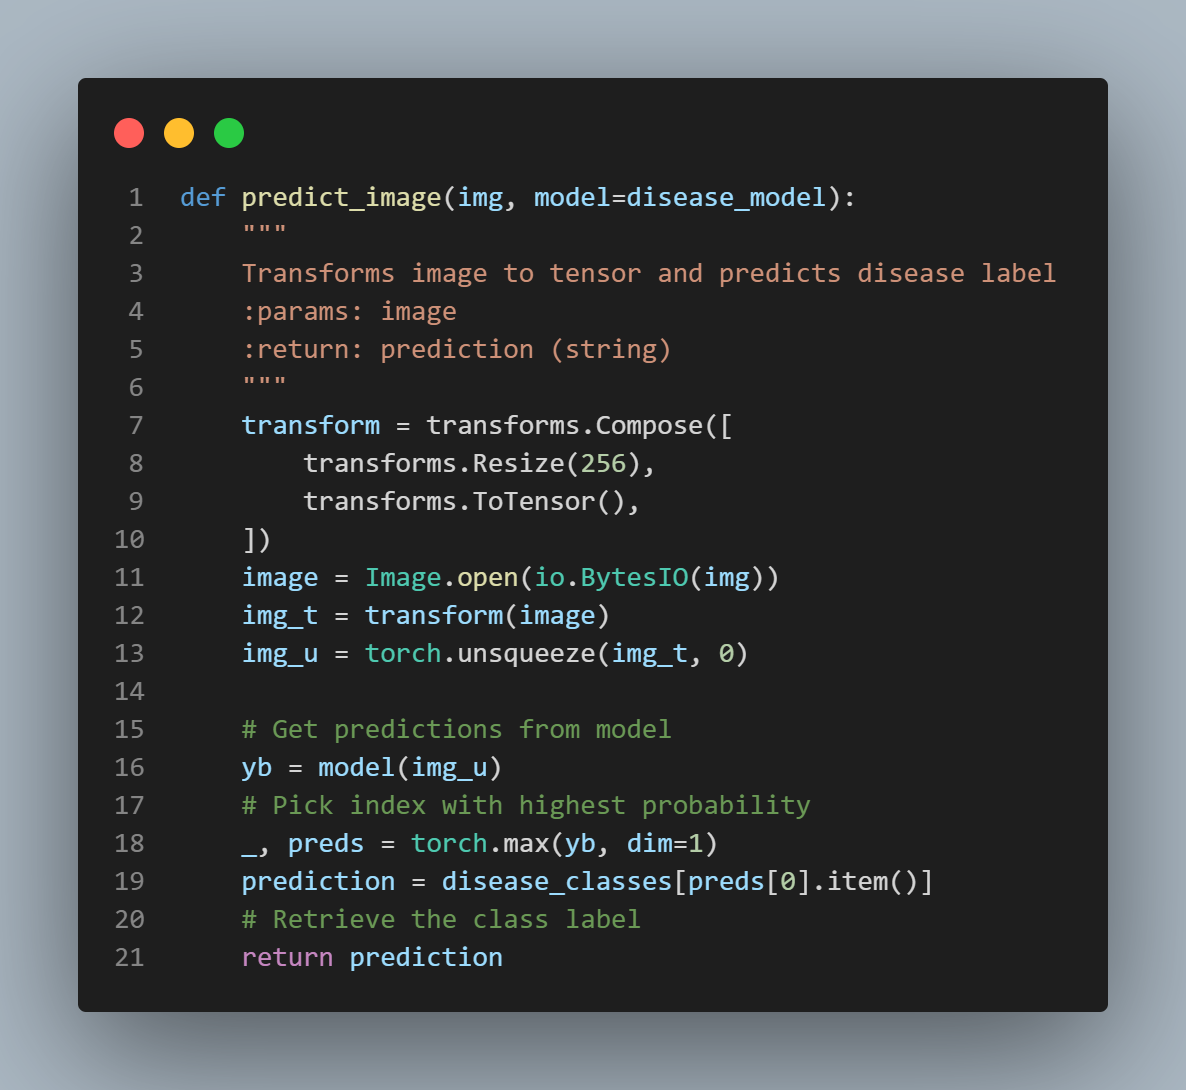 1 def predict_image(img, model=disease_model):
2     """
3     Transforms image to tensor and predicts disease label
4     :params: image
5     :return: prediction (string)
6     """
7     transform = transforms.Compose([
8         transforms.Resize(256),
9         transforms.ToTensor(),
10     ])
11     image = Image.open(io.BytesIO(img))
12     img_t = transform(image)
13     img_u = torch.unsqueeze(img_t, 0)
14
15     # Get predictions from model
16     yb = model(img_u)
17     # Pick index with highest probability
18     _, preds = torch.max(yb, dim=1)
19     prediction = disease_classes[preds[0].item()]
20     # Retrieve the class label
21     return prediction